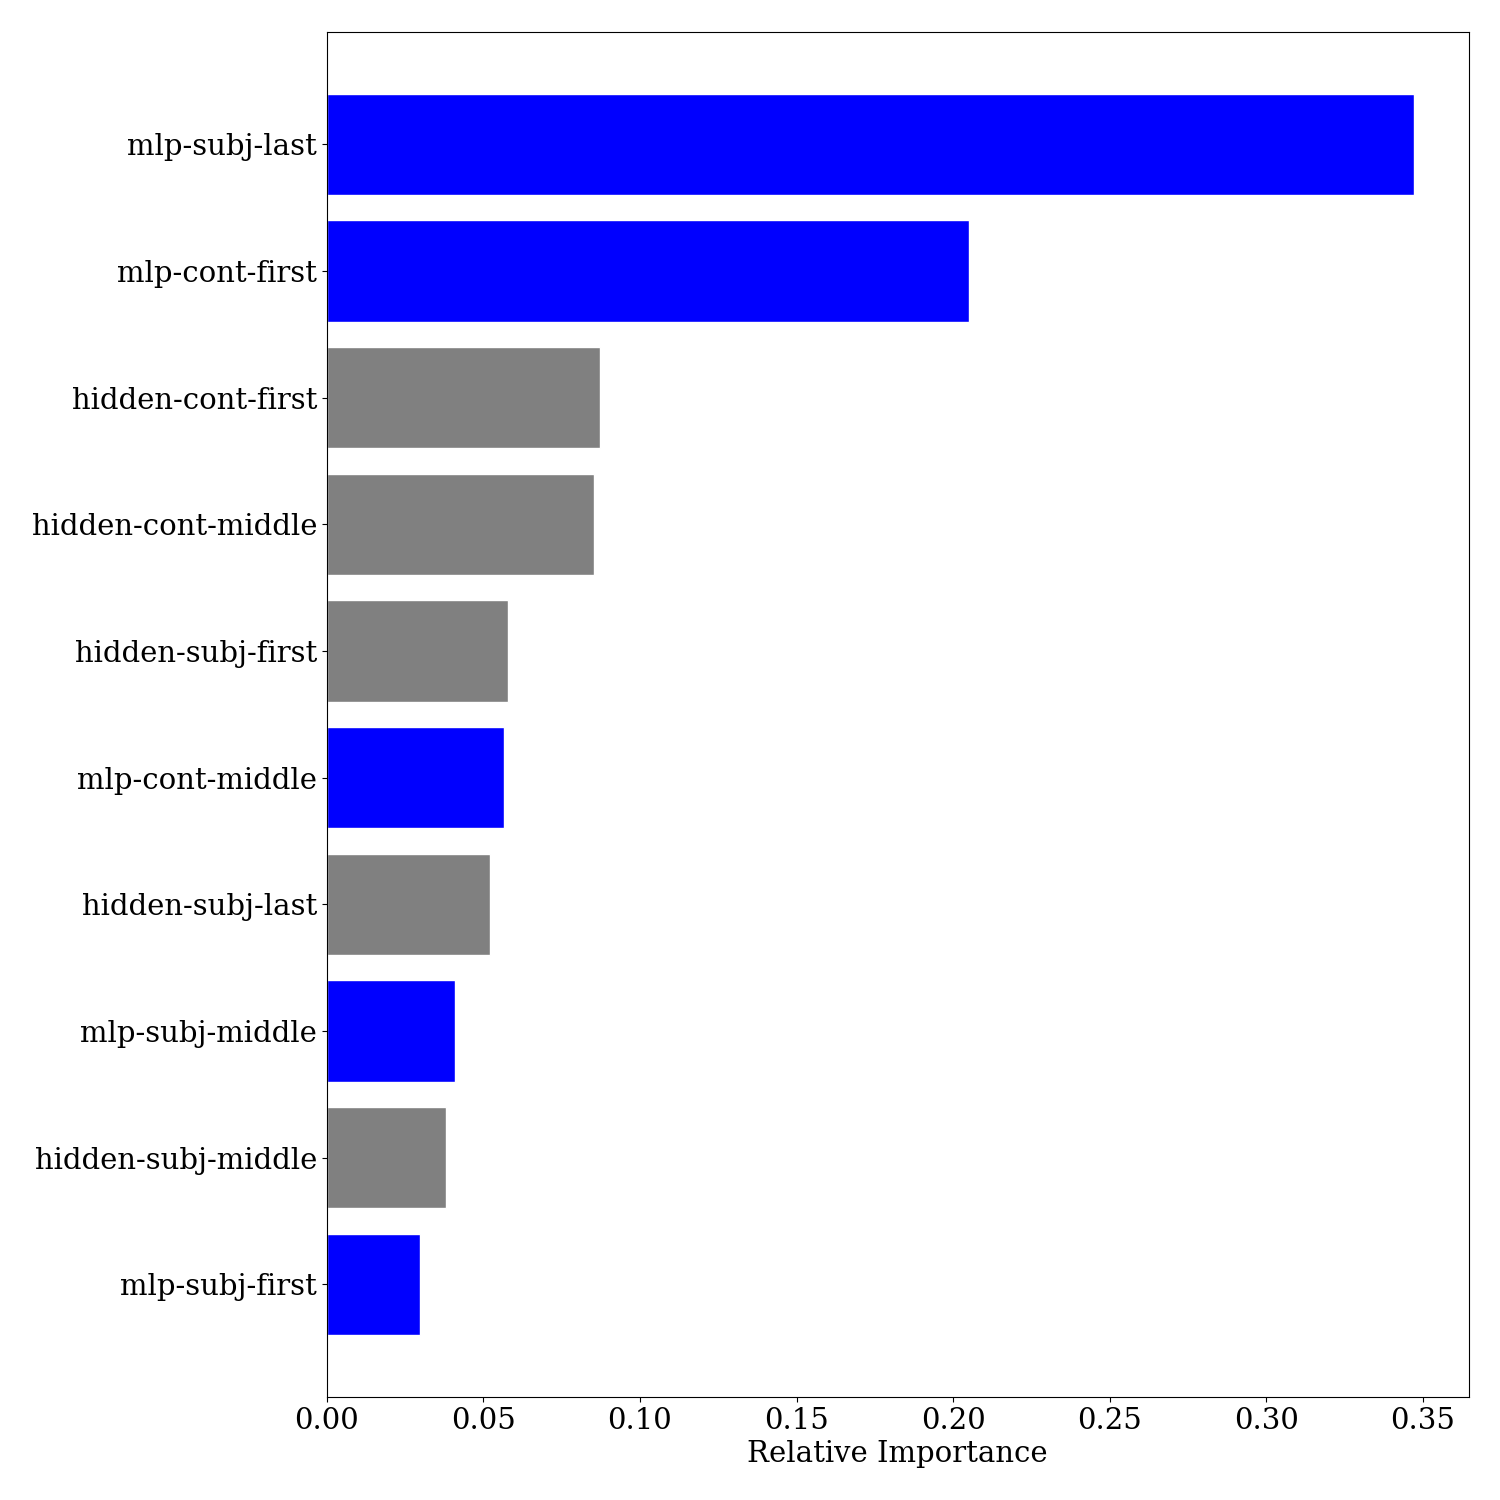 mlp-subj-last
mlp-cont-first
hidden-cont-first
hidden-cont-middle
hidden-subj-first
mlp-cont-middle
hidden-subj-last
mlp-subj-middle
hidden-subj-middle
mlp-subj-first
0.00 0.05 0.10 0.15 0.20 0.25 0.30 0.35
Relative Importance